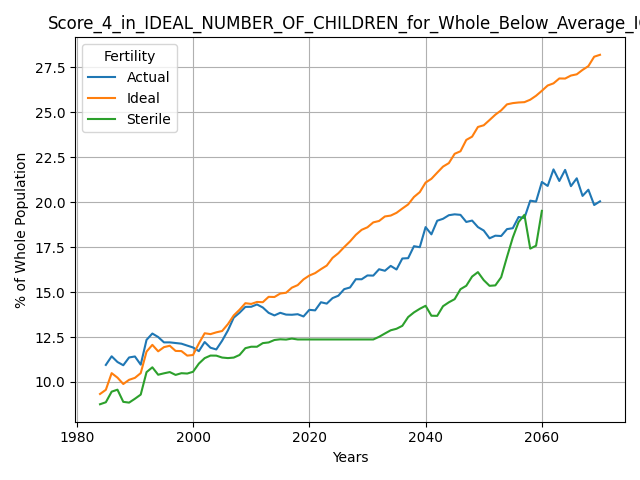 Score_4_in_IDEAL_NUMBER_OF_CHILDREN_for_Whole_Below_Average_I
Fertility
Actual
Ideal
Sterile
27.5
25.0
22.5
20.0
17.5
15.0
12.5
10.0
% of Whole Population
1980
2000
2020
2040
2060
Years